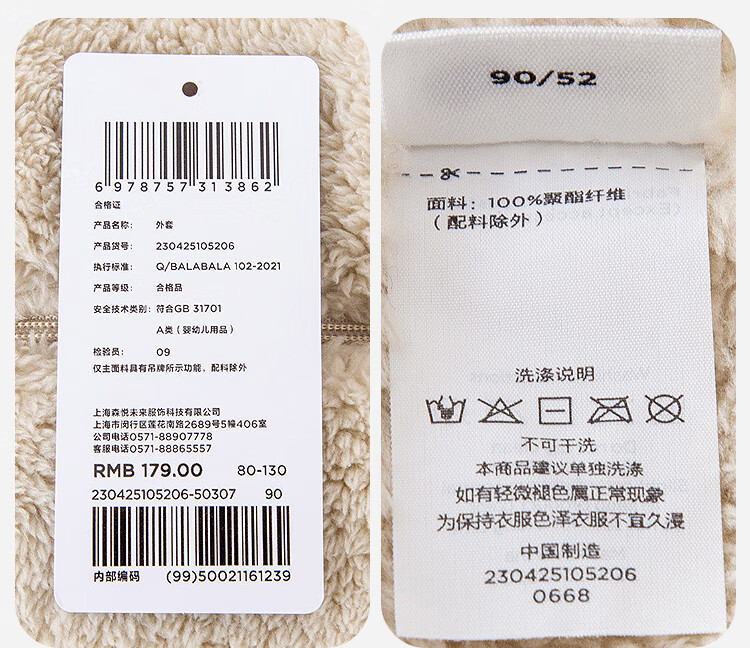 6 978757 313862
合格证
产品名称： 外套
产品货号： 230425105206
执行标准： Q/BALABALA 102-2021
产品等级： 合格品
安全技术类别： 符合GB 31701
A类（婴幼儿用品）
检验员： 09
仅主面料具有吊牌所示功能，配料除外
上海森悦未来服饰科技有限公司
上海市闵行区莲花南路2689号5幢406室
公司电话0571-88907778
客服电话0571-88865557
RMB 179.00 80-130
230425105206-50307 90
内部编码 (99)50021161239
90/52
面料：100%聚酯纤维
（配料除外）
洗涤说明
不可干洗
本商品建议单独洗涤
如有轻微褪色属正常现象
为保持衣服色泽衣服不宜久浸
中国制造
230425105206
0668